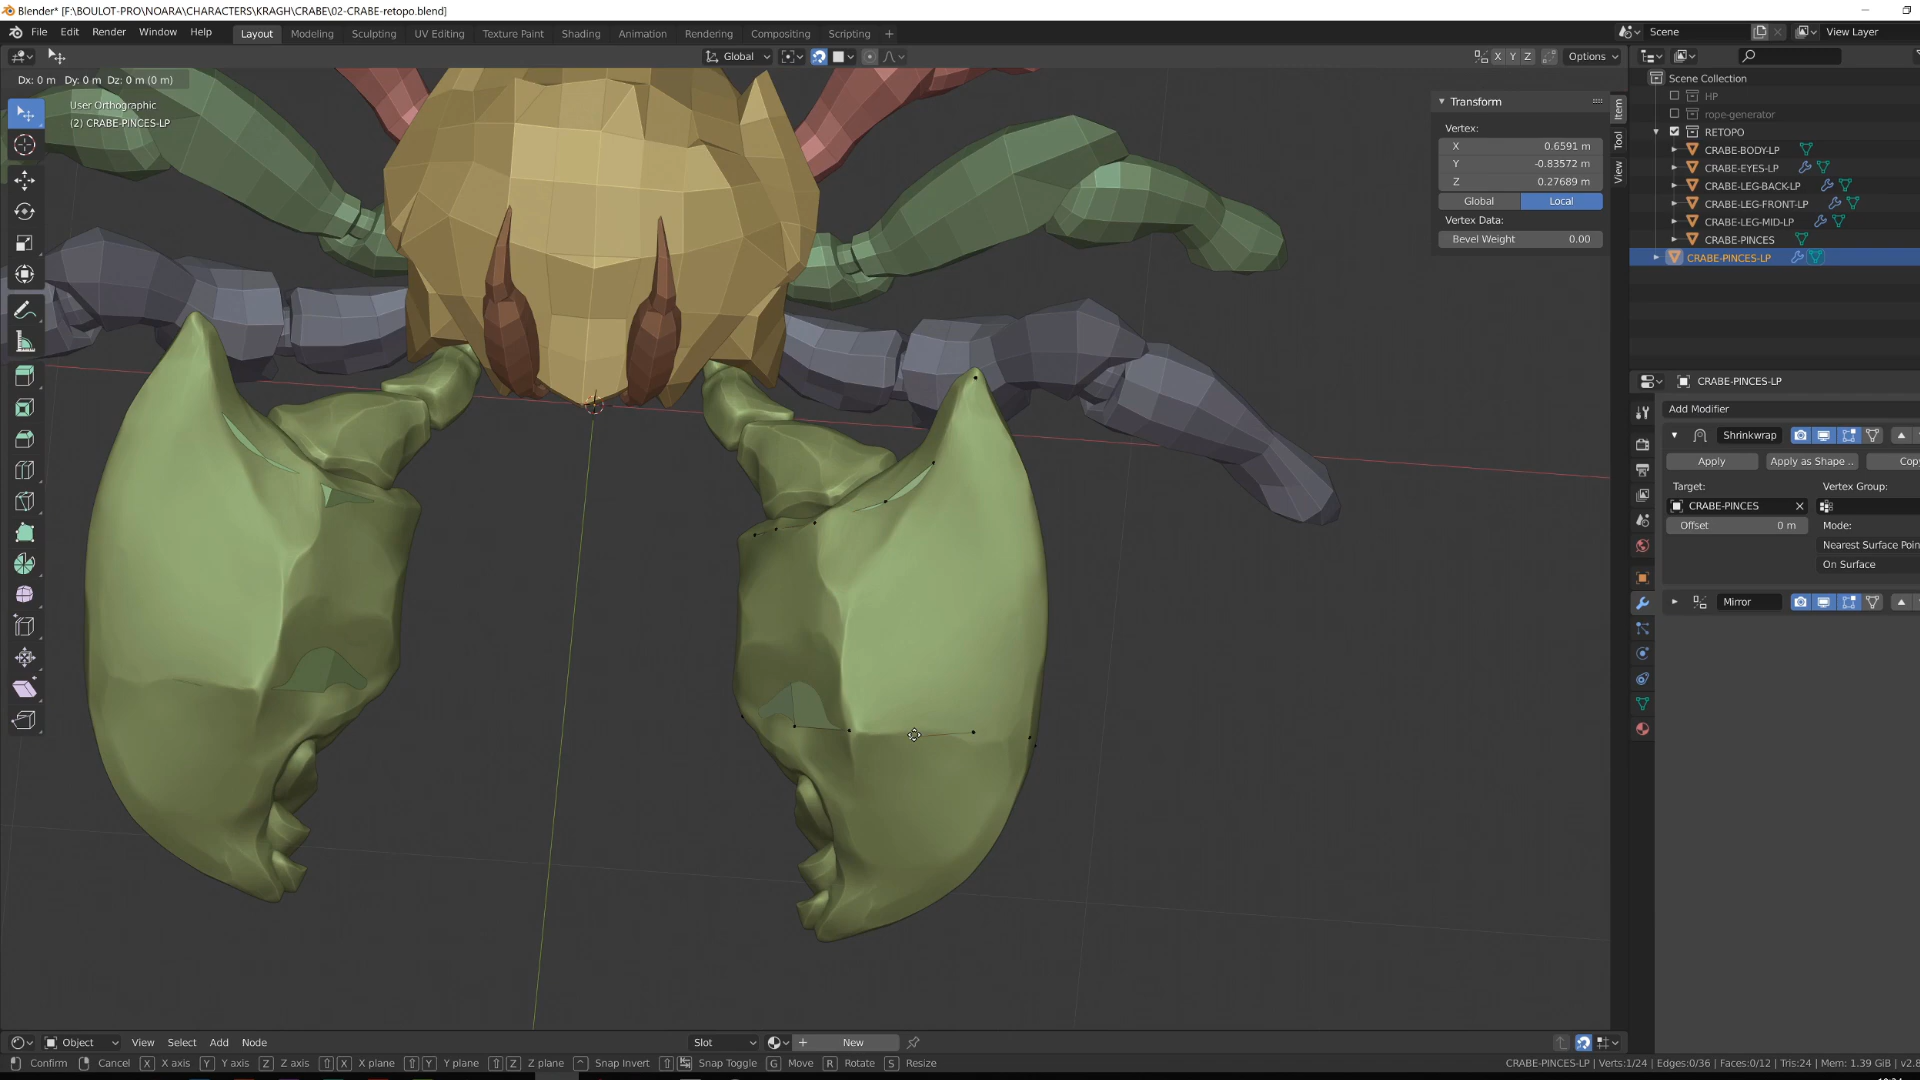 Blender* [F:\BOULOT-PRO\NOARA\CHARACTERS\KRAGH\CRABE\02-CRABE-retopo.blend]
File Edit Render Window Help Layout Modeling Sculpting UV Editing Texture Paint Shading Animation Rendering Compositing Scripting + Scene View Layer
Global X Y Z Options
Dx: 0 m Dy: 0 m Dz: 0 m (0 m)
User Orthographic
(2) CRABE-PINCES-LP
Transform
Vertex:
X 0.6591 m
Y -0.83572 m
Z 0.27689 m
Global Local
Vertex Data:
Bevel Weight 0.00
Item
Tool
View
Scene Collection
HP
rope-generator
RETOPO
CRABE-BODY-LP
CRABE-EYES-LP
CRABE-LEG-BACK-LP
CRABE-LEG-FRONT-LP
CRABE-LEG-MID-LP
CRABE-PINCES
CRABE-PINCES-LP
CRABE-PINCES-LP
Add Modifier
Shrinkwrap
Apply Apply as Shape .. Copy
Target: Vertex Group:
CRABE-PINCES
Offset 0 m Mode:
Nearest Surface Poin
On Surface
Mirror
Object View Select Add Node Slot New
Confirm Cancel X X axis Y Y axis Z Z axis X X plane Y Y plane Z Z plane Snap Invert Snap Toggle G Move R Rotate S Resize CRABE-PINCES-LP | Verts:1/24 | Edges:0/36 | Faces:0/12 | Tris:24 | Mem: 1.39 GiB | v2.8